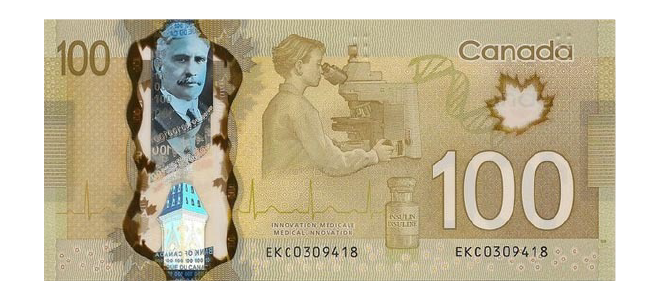 100
Canada
100
INNOVATION MÉDICALE
MEDICAL INNOVATION
INSULIN
INSULINE
EKC0309418
EKC0309418